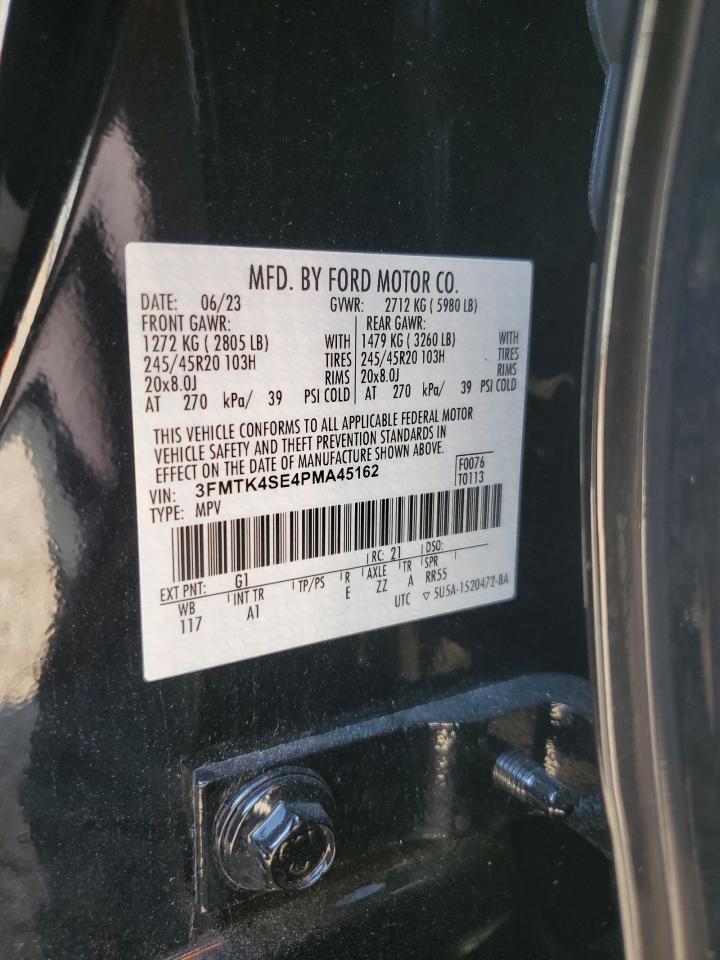 MFD. BY FORD MOTOR CO.
DATE: 06/23 GVWR: 2712 KG ( 5980 LB)
FRONT GAWR: REAR GAWR:
1272 KG ( 2805 LB) WITH 1479 KG ( 3260 LB) WITH
245/45R20 103H TIRES 245/45R20 103H TIRES
20x8.0J RIMS 20x8.0J RIMS
AT 270 kPa/ 39 PSI COLD AT 270 kPa/ 39 PSI COLD
THIS VEHICLE CONFORMS TO ALL APPLICABLE FEDERAL MOTOR
VEHICLE SAFETY AND THEFT PREVENTION STANDARDS IN
EFFECT ON THE DATE OF MANUFACTURE SHOWN ABOVE.
VIN: 3FMTK4SE4PMA45162 F0076
TYPE: MPV T0113
EXT PNT: G1 RC: 21 DSO:
WB INT TR TP/PS R AXLE TR SPR
117 A1 E ZZ A RR55
UTC ▽ 5U5A-1520472-BA